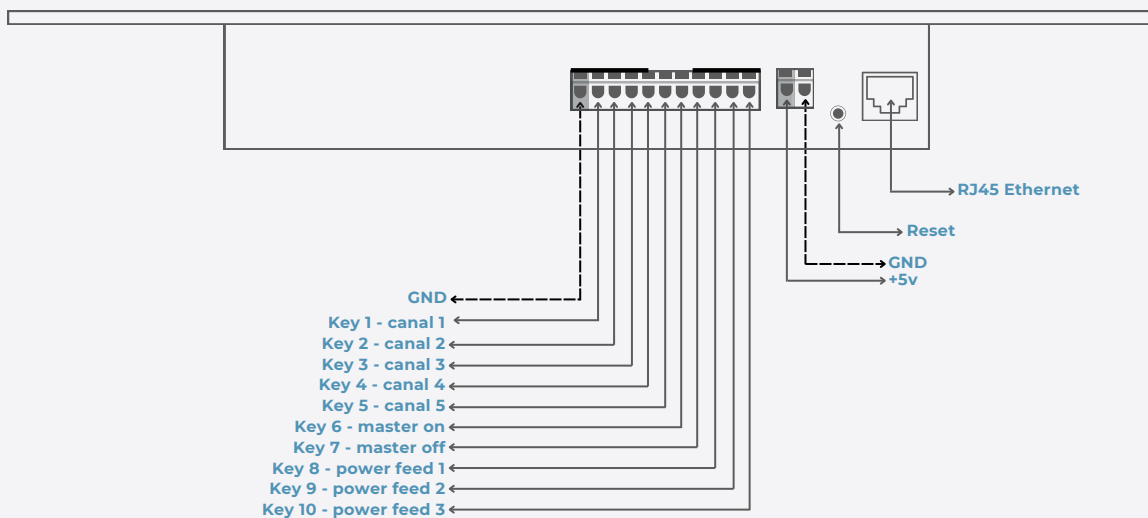 RJ45 Ethernet
Reset
GND
+5v
GND
Key 1 - canal 1
Key 2 - canal 2
Key 3 - canal 3
Key 4 - canal 4
Key 5 - canal 5
Key 6 - master on
Key 7 - master off
Key 8 - power feed 1
Key 9 - power feed 2
Key 10 - power feed 3